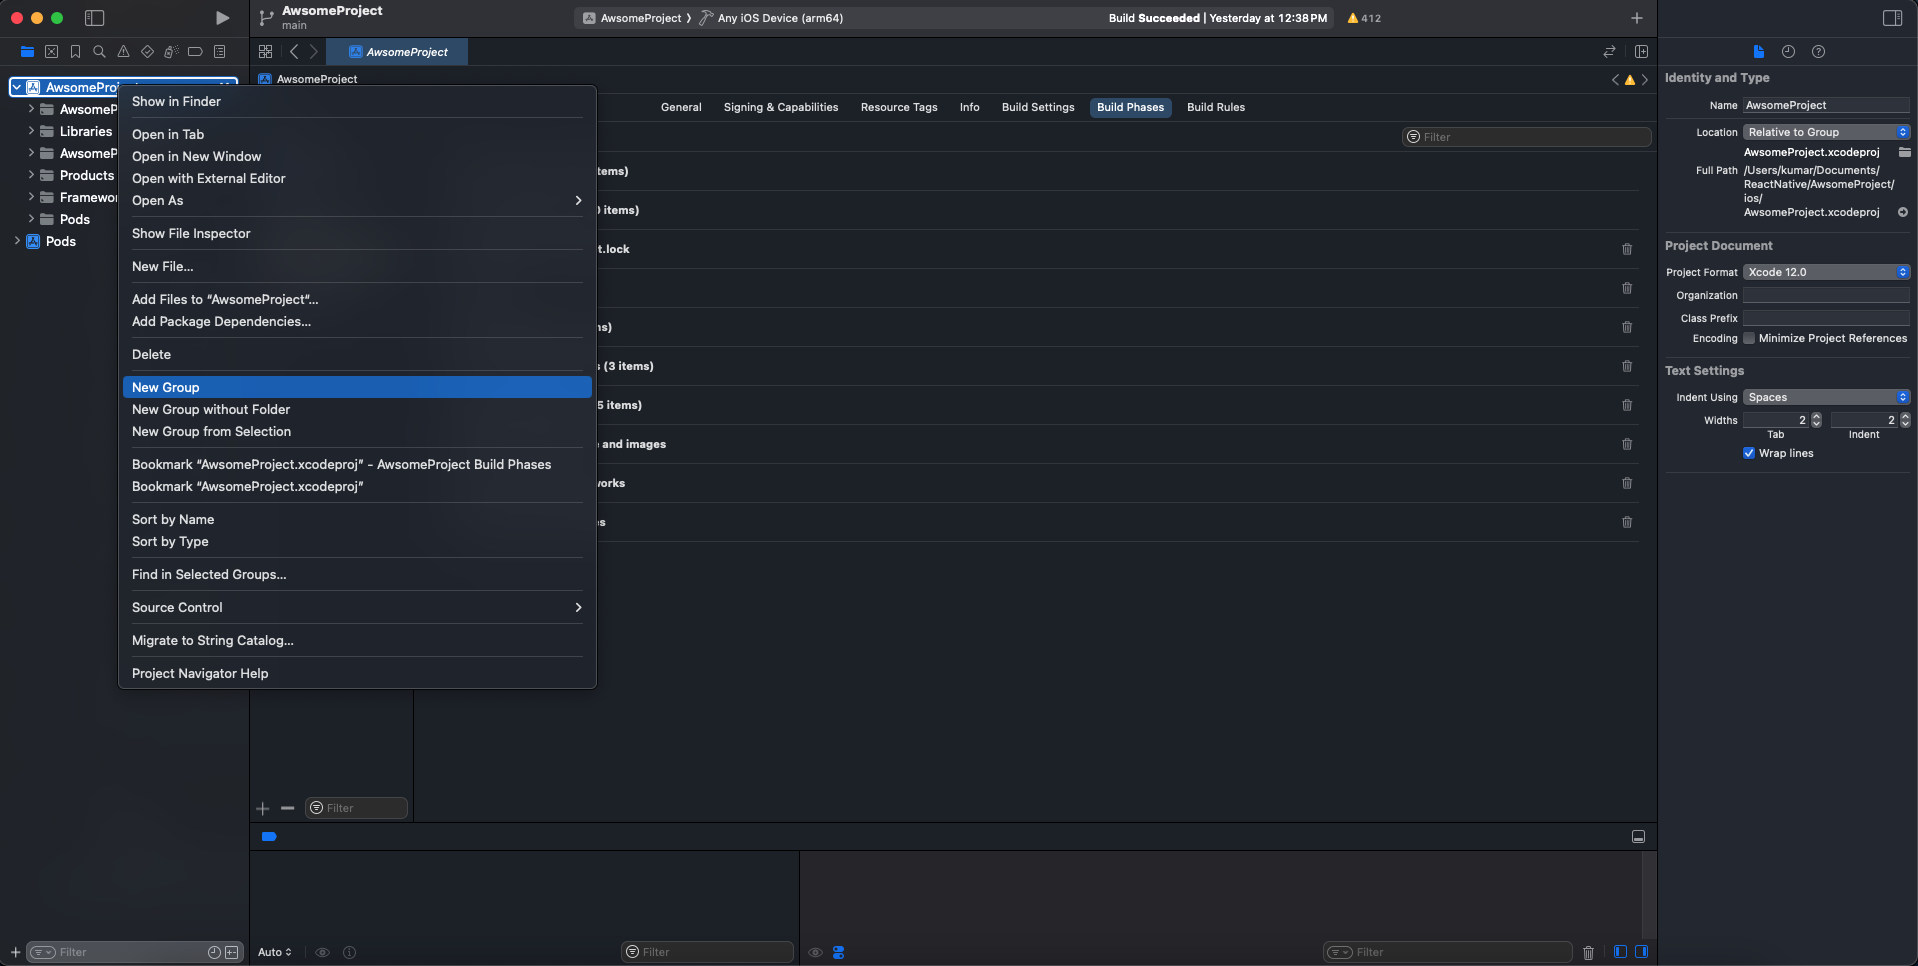 AwsomeProject
main
AwsomeProject
Any iOS Device (arm64)
Build Succeeded | Yesterday at 12:38 PM
412
AwsomeProject
AwsomeProject
General
Signing & Capabilities
Resource Tags
Info
Build Settings
Build Phases
Build Rules
Filter
AwsomeProj
AwsomeP
Libraries
AwsomeP
Products
Framewor
Pods
Pods
Show in Finder
Open in Tab
Open in New Window
Open with External Editor
Open As
Show File Inspector
New File...
Add Files to “AwsomeProject“...
Add Package Dependencies...
Delete
New Group
New Group without Folder
New Group from Selection
Bookmark “AwsomeProject.xcodeproj” - AwsomeProject Build Phases
Bookmark “AwsomeProject.xcodeproj”
Sort by Name
Sort by Type
Find in Selected Groups...
Source Control
Migrate to String Catalog...
Project Navigator Help
tems)
items)
t.lock
ns)
(3 items)
5 items)
and images
works
es
Filter
Identity and Type
Name AwsomeProject
Location Relative to Group
AwsomeProject.xcodeproj
Full Path /Users/kumar/Documents/
ReactNative/AwsomeProject/
ios/
AwsomeProject.xcodeproj
Project Document
Project Format Xcode 12.0
Organization
Class Prefix
Encoding Minimize Project References
Text Settings
Indent Using Spaces
Widths 2 2
Tab Indent
Wrap lines
Filter
Auto
Filter
Filter